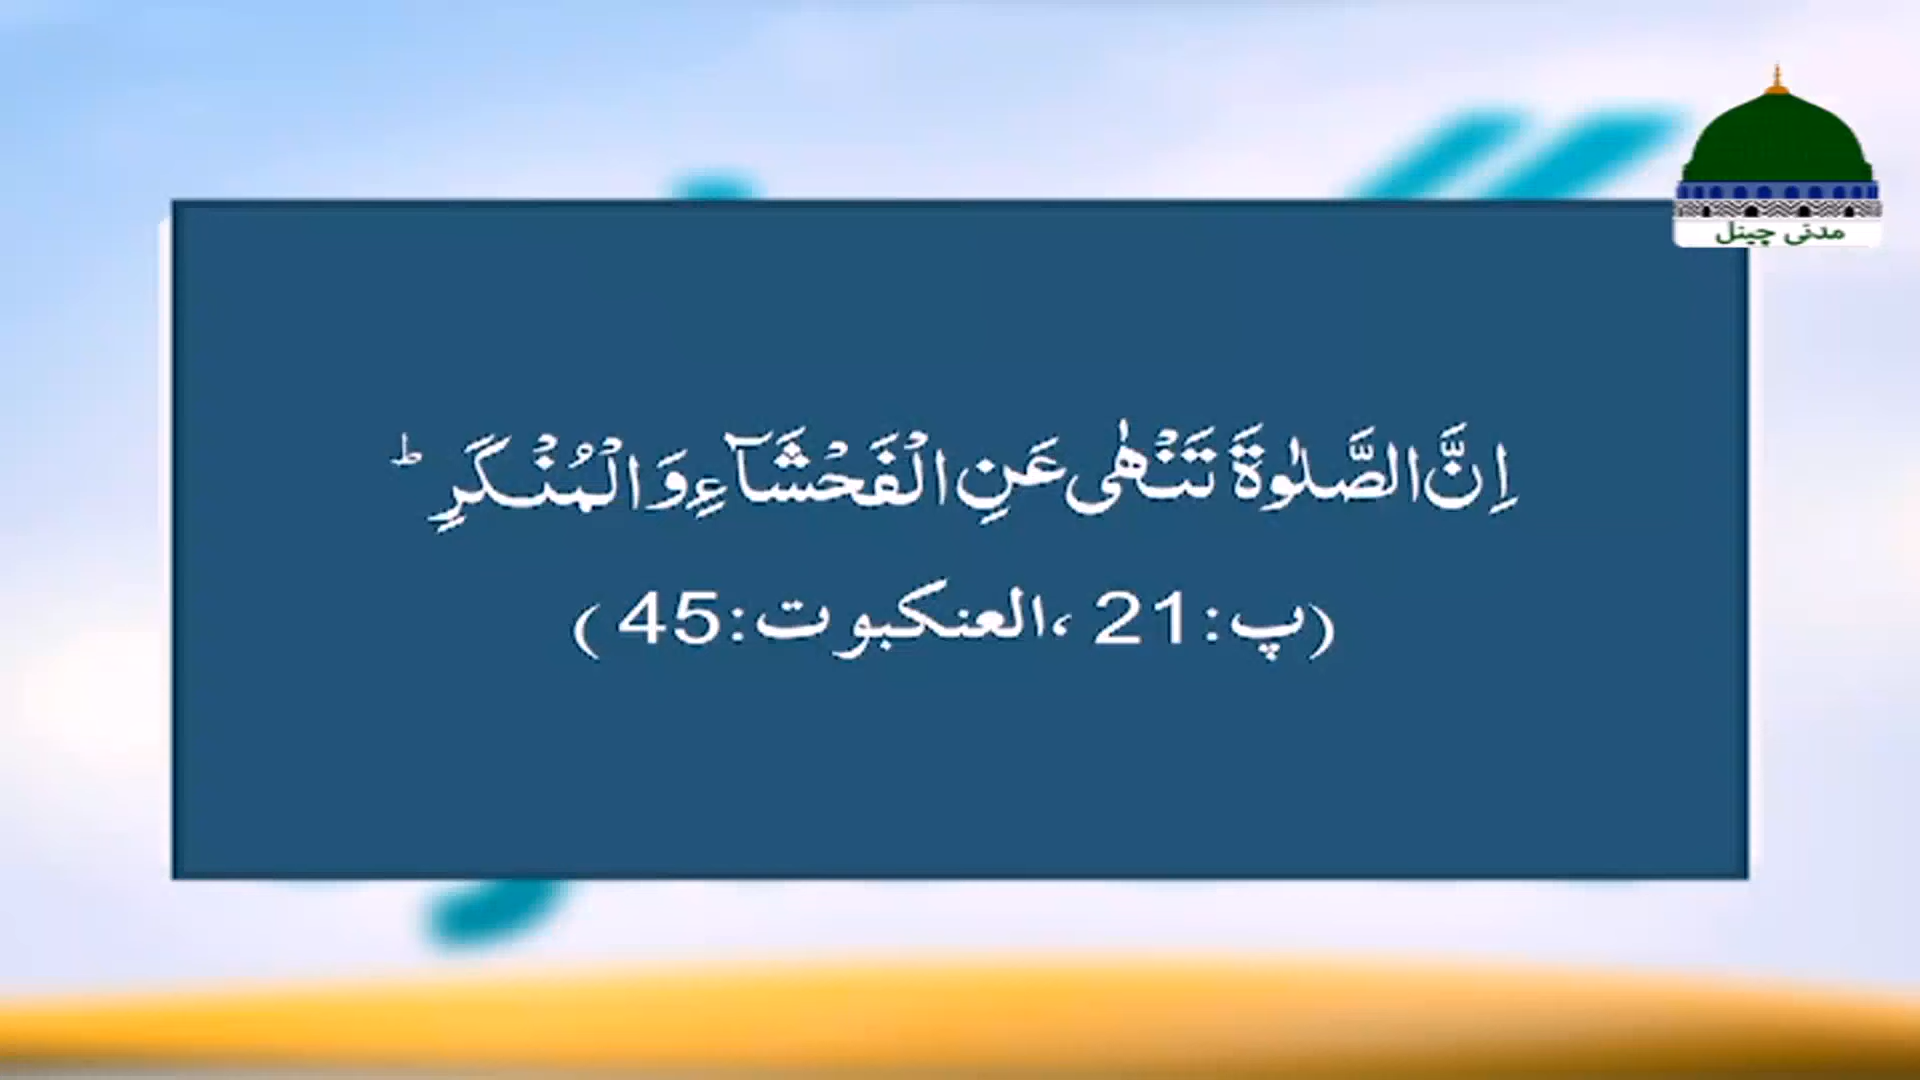 مدنی چینل
اِنَّ الصَّلٰوةَ تَنْهٰى عَنِ الْفَحْشَآءِ وَ الْمُنْكَرِؕ
(پ:21 ،العنکبوت:45 )